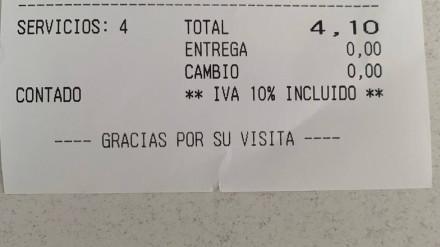 SERVICIOS: 4 TOTAL 4,10
ENTREGA 0,00
CAMBIO 0,00
CONTADO ** IVA 10% INCLUIDO **
---- GRACIAS POR SU VISITA ----